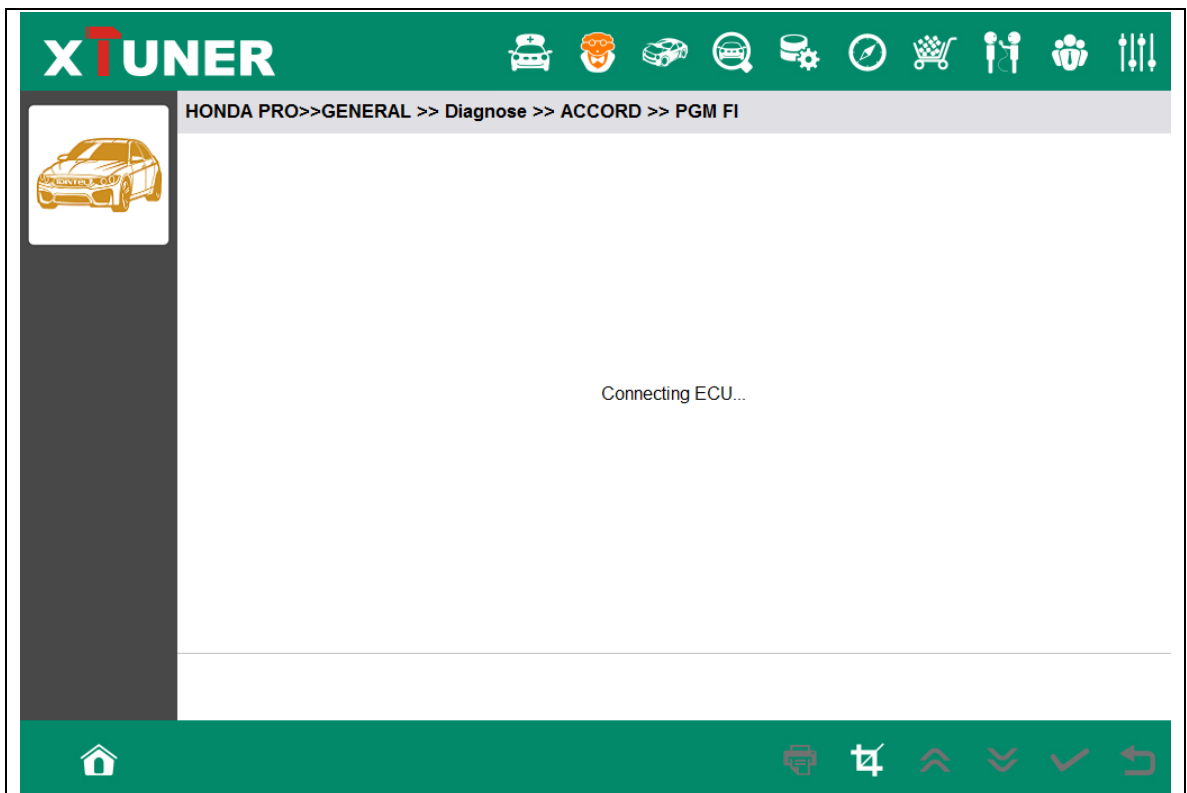 XTUNER
HONDA PRO>>GENERAL >> Diagnose >> ACCORD >> PGM FI
Connecting ECU...